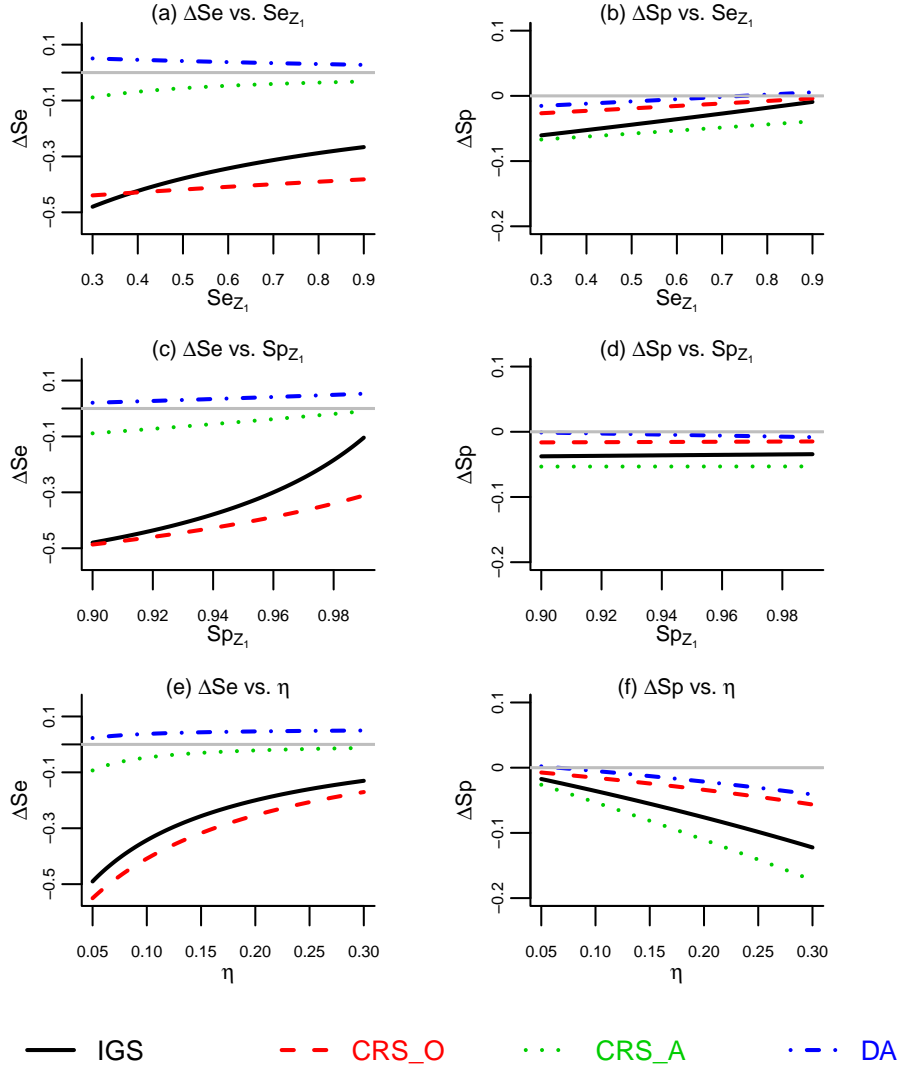 (a) ΔSe vs. Se_Z₁
(b) ΔSp vs. Se_Z₁
ΔSe
0.1
−0.1
−0.3
−0.5
0.3 0.4 0.5 0.6 0.7 0.8 0.9
Se_Z₁
ΔSp
0.1
0
−0.1
−0.2
0.3 0.4 0.5 0.6 0.7 0.8 0.9
Se_Z₁
(c) ΔSe vs. Sp_Z₁
(d) ΔSp vs. Sp_Z₁
ΔSe
0.1
−0.1
−0.3
−0.5
0.90 0.92 0.94 0.96 0.98
Sp_Z₁
ΔSp
0.1
0
−0.1
−0.2
0.90 0.92 0.94 0.96 0.98
Sp_Z₁
(e) ΔSe vs. η
(f) ΔSp vs. η
ΔSe
0.1
−0.1
−0.3
−0.5
0.05 0.10 0.15 0.20 0.25 0.30
η
ΔSp
0.1
0
−0.1
−0.2
0.05 0.10 0.15 0.20 0.25 0.30
η
IGS CRS_O CRS_A DA